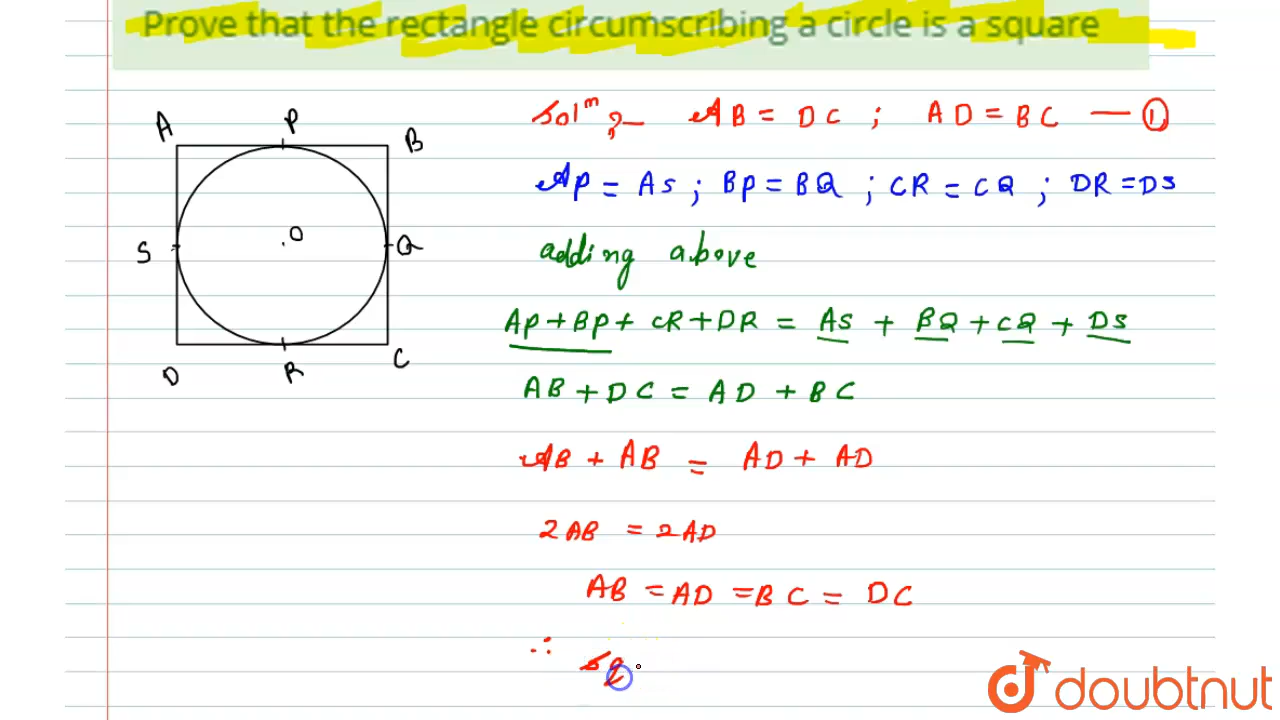 Prove that the rectangle circumscribing a circle is a square
Solⁿ :- AB = DC ; AD = BC — ①
A P B
S O Q
D R C
AP = AS ; BP = BQ ; CR = CQ ; DR = DS
adding above
AP + BP + CR + DR = AS + BQ + CQ + DS
AB + DC = AD + BC
AB + AB = AD + AD
2AB = 2AD
AB = AD = BC = DC
∴ sq
doubtnut